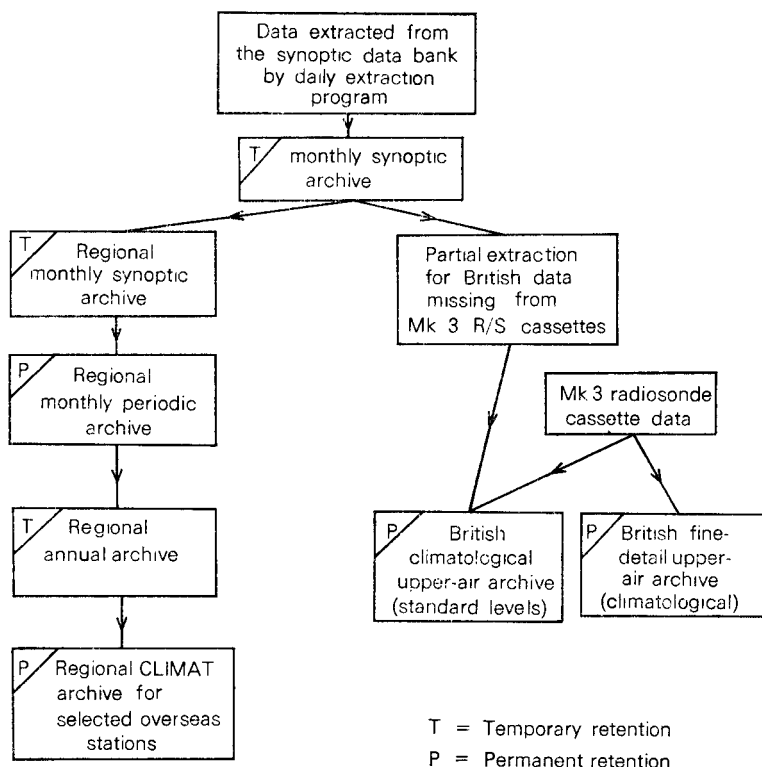 Data extracted from
the synoptic data bank
by daily extraction
program
T
monthly synoptic
archive
T
Regional
monthly synoptic
archive
Partial extraction
for British data
missing from
Mk 3 R/S cassettes
P
Regional
monthly periodic
archive
Mk 3 radiosonde
cassette data
T
Regional
annual archive
P
British
climatological
upper-air archive
(standard levels)
P
British fine-
detail upper-
air archive
(climatological)
P
Regional CLIMAT
archive for
selected overseas
stations
T = Temporary retention
P = Permanent retention